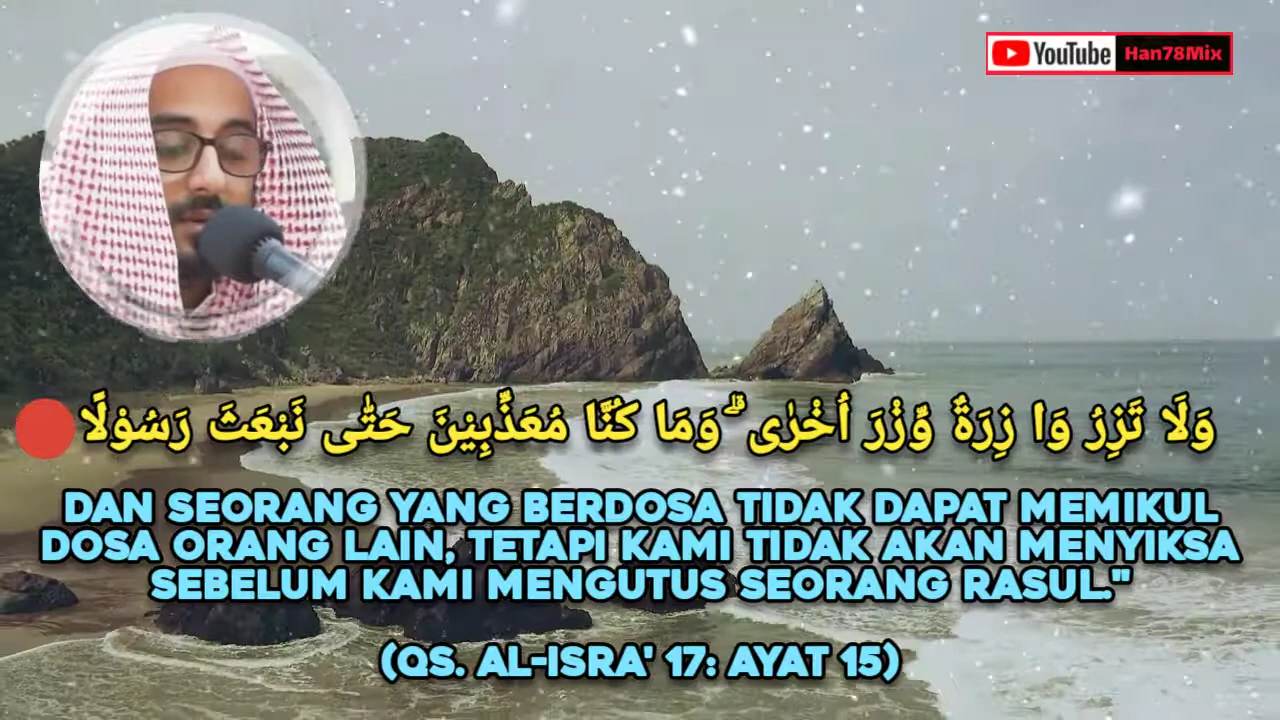 YouTube Han78Mix
وَلَا تَزِرُ وَا زِرَةٌ وِّزْرَ اُخْرٰى ۗ وَمَا كُنَّا مُعَذِّبِيْنَ حَتّٰى نَبْعَثَ رَسُوْلًا
DAN SEORANG YANG BERDOSA TIDAK DAPAT MEMIKUL
DOSA ORANG LAIN, TETAPI KAMI TIDAK AKAN MENYIKSA
SEBELUM KAMI MENGUTUS SEORANG RASUL."
(QS. AL-ISRA' 17: AYAT 15)